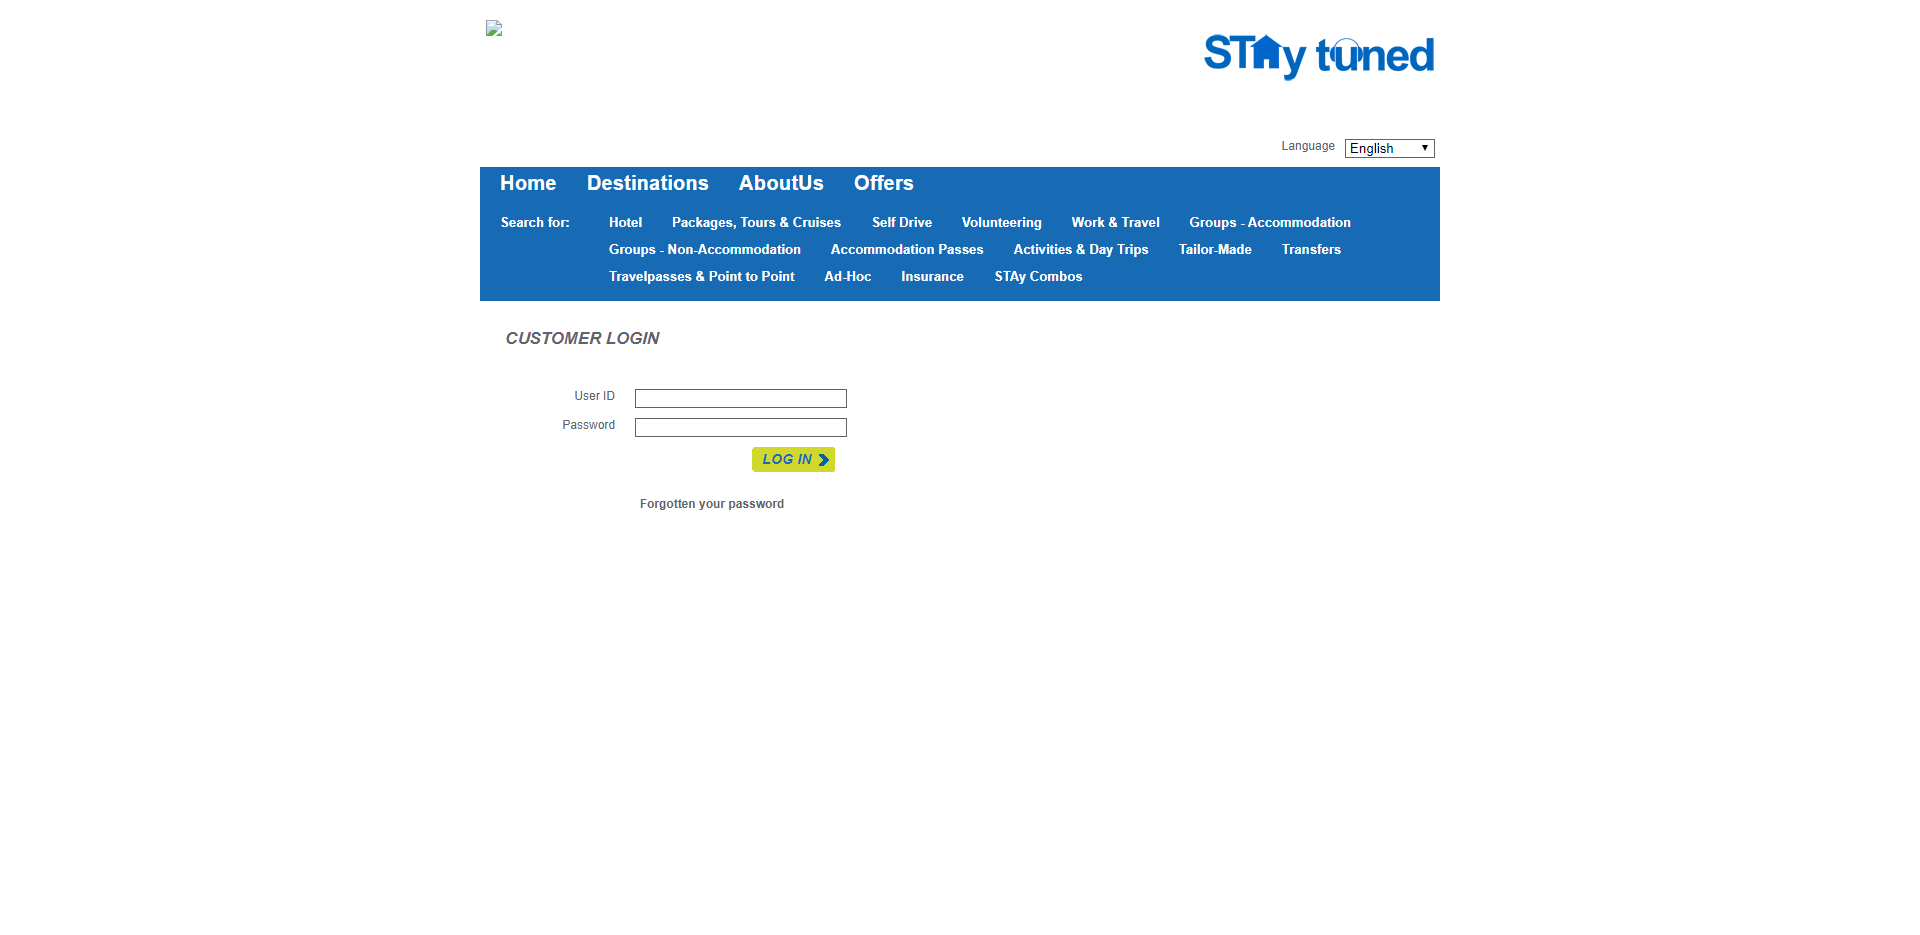 STAy tuned
Language English
Home Destinations AboutUs Offers
Search for: Hotel Packages, Tours & Cruises Self Drive Volunteering Work & Travel Groups - Accommodation
Groups - Non-Accommodation Accommodation Passes Activities & Day Trips Tailor-Made Transfers
Travelpasses & Point to Point Ad-Hoc Insurance STAy Combos
CUSTOMER LOGIN
User ID
Password
LOG IN
Forgotten your password